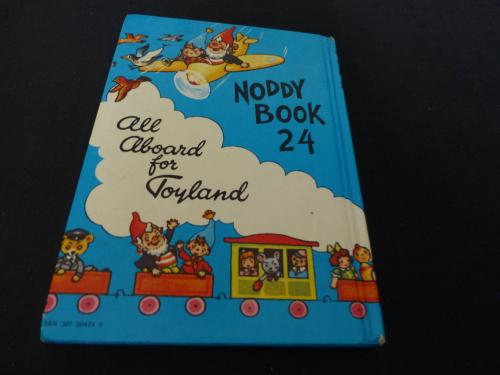 NODDY
BOOK
24
All
Aboard
for
Toyland